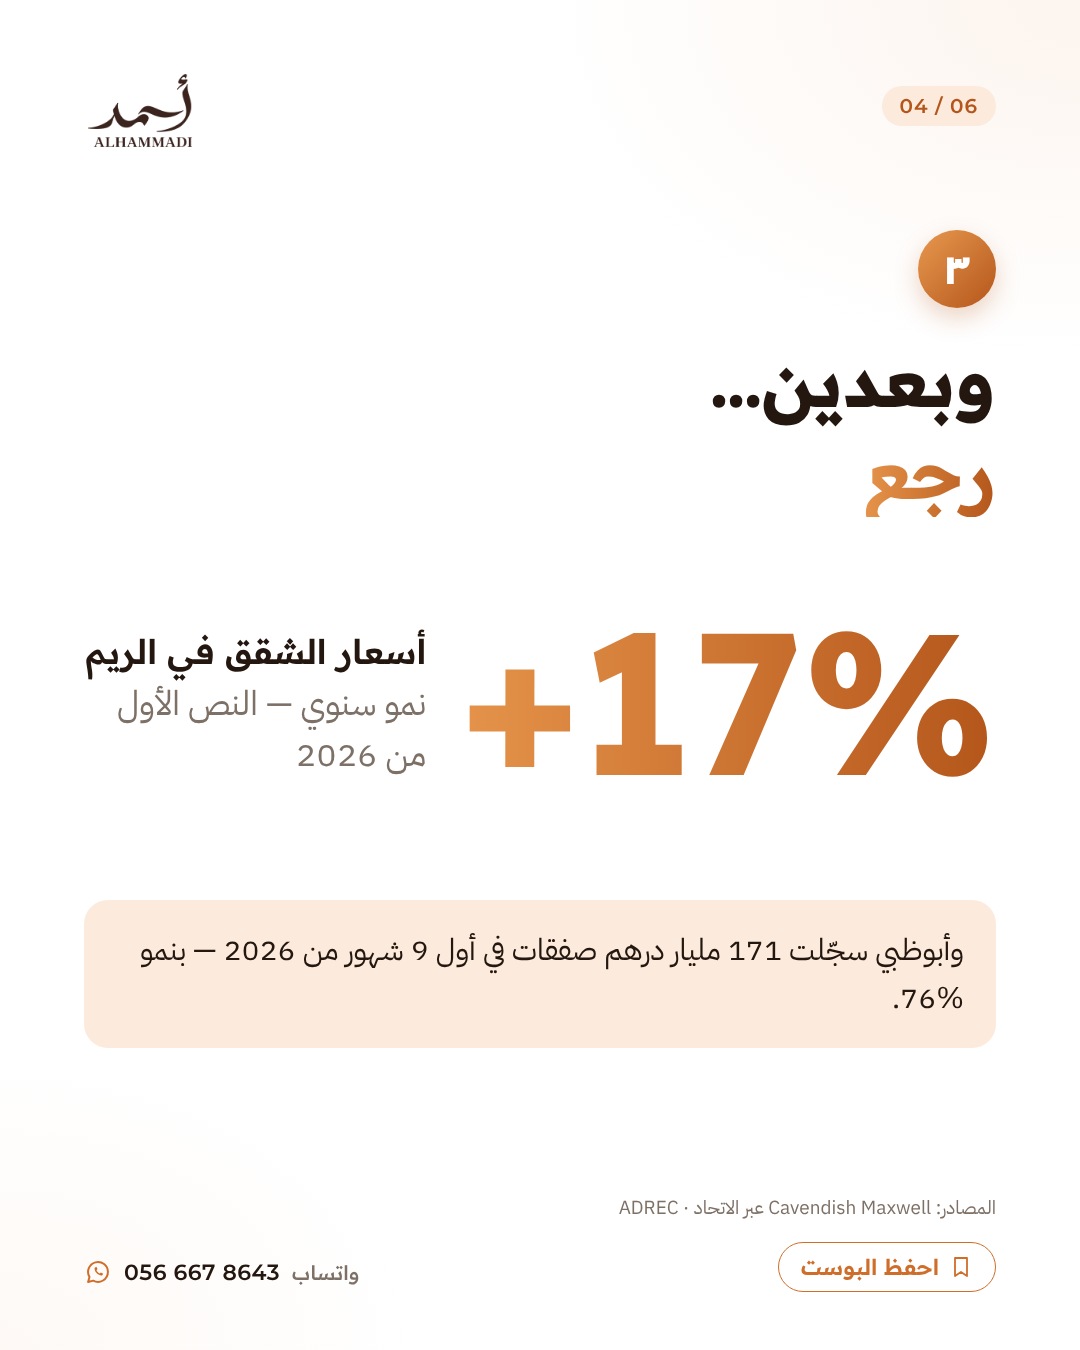 أحمد
ALHAMMADI
04 / 06
٣
وبعدين...
رجع
+17%
أسعار الشقق في الريم
نمو سنوي — النص الأول
من 2026
وأبوظبي سجّلت 171 مليار درهم صفقات في أول 9 شهور من 2026 — بنمو
76%.
المصادر: Cavendish Maxwell عبر الاتحاد · ADREC
احفظ البوست
واتساب 056 667 8643